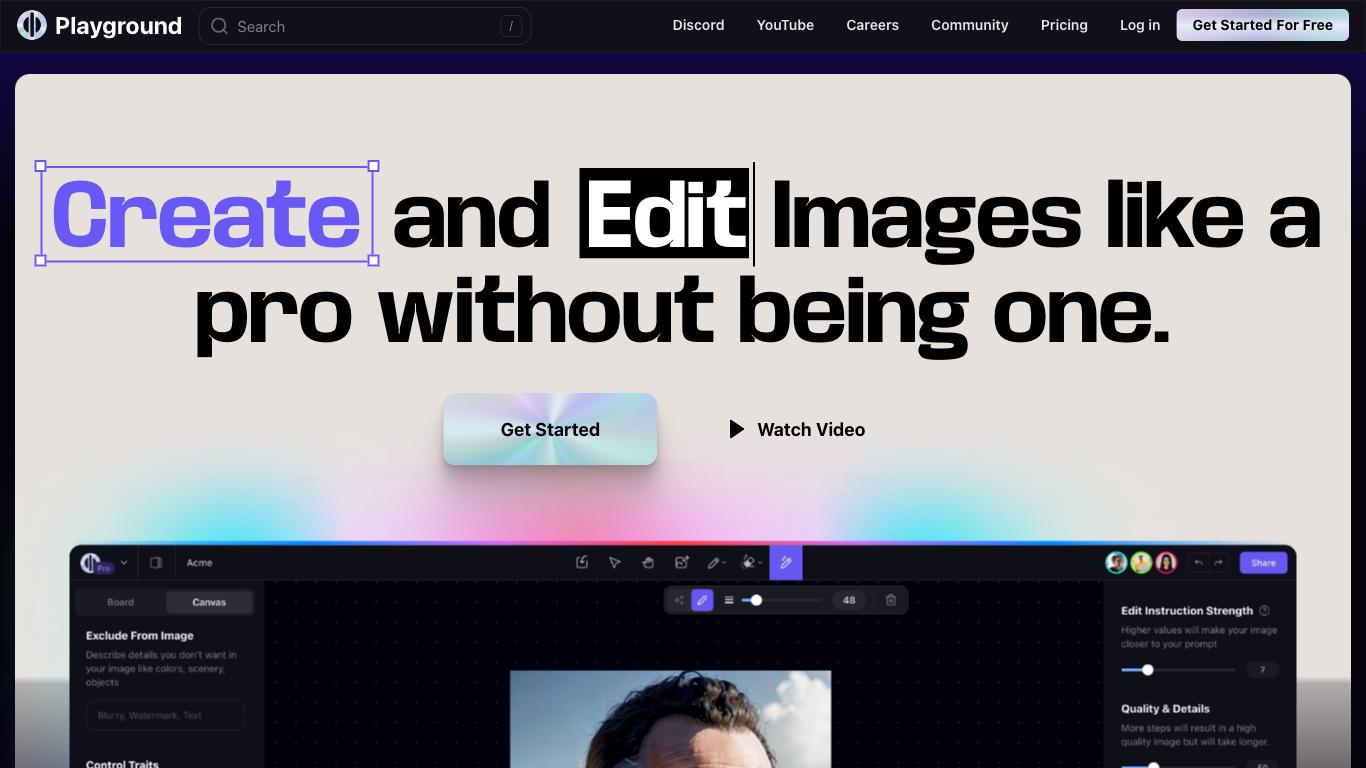 Playground
Search
/
Discord
YouTube
Careers
Community
Pricing
Log in
Get Started For Free
Create and Edit Images like a
pro without being one.
Get Started
Watch Video
Pro
Acme
Share
Board
Canvas
48
Exclude From Image
Describe details you don't want in
your image like colors, scenery,
objects
Blurry, Watermark, Text
Control Traits
Edit Instruction Strength
Higher values will make your image
closer to your prompt
7
Quality & Details
More steps will result in a high
quality image but will take longer.